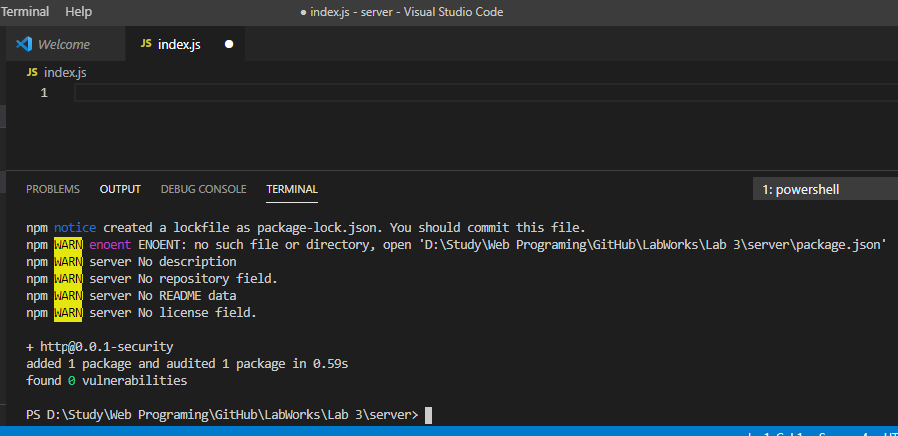 Terminal Help ● index.js - server - Visual Studio Code
Welcome JS index.js ●
JS index.js
1
PROBLEMS OUTPUT DEBUG CONSOLE TERMINAL 1: powershell
npm notice created a lockfile as package-lock.json. You should commit this file.
npm WARN enoent ENOENT: no such file or directory, open 'D:\Study\Web Programing\GitHub\LabWorks\Lab 3\server\package.json'
npm WARN server No description
npm WARN server No repository field.
npm WARN server No README data
npm WARN server No license field.
+ http@0.0.1-security
added 1 package and audited 1 package in 0.59s
found 0 vulnerabilities
PS D:\Study\Web Programing\GitHub\LabWorks\Lab 3\server>